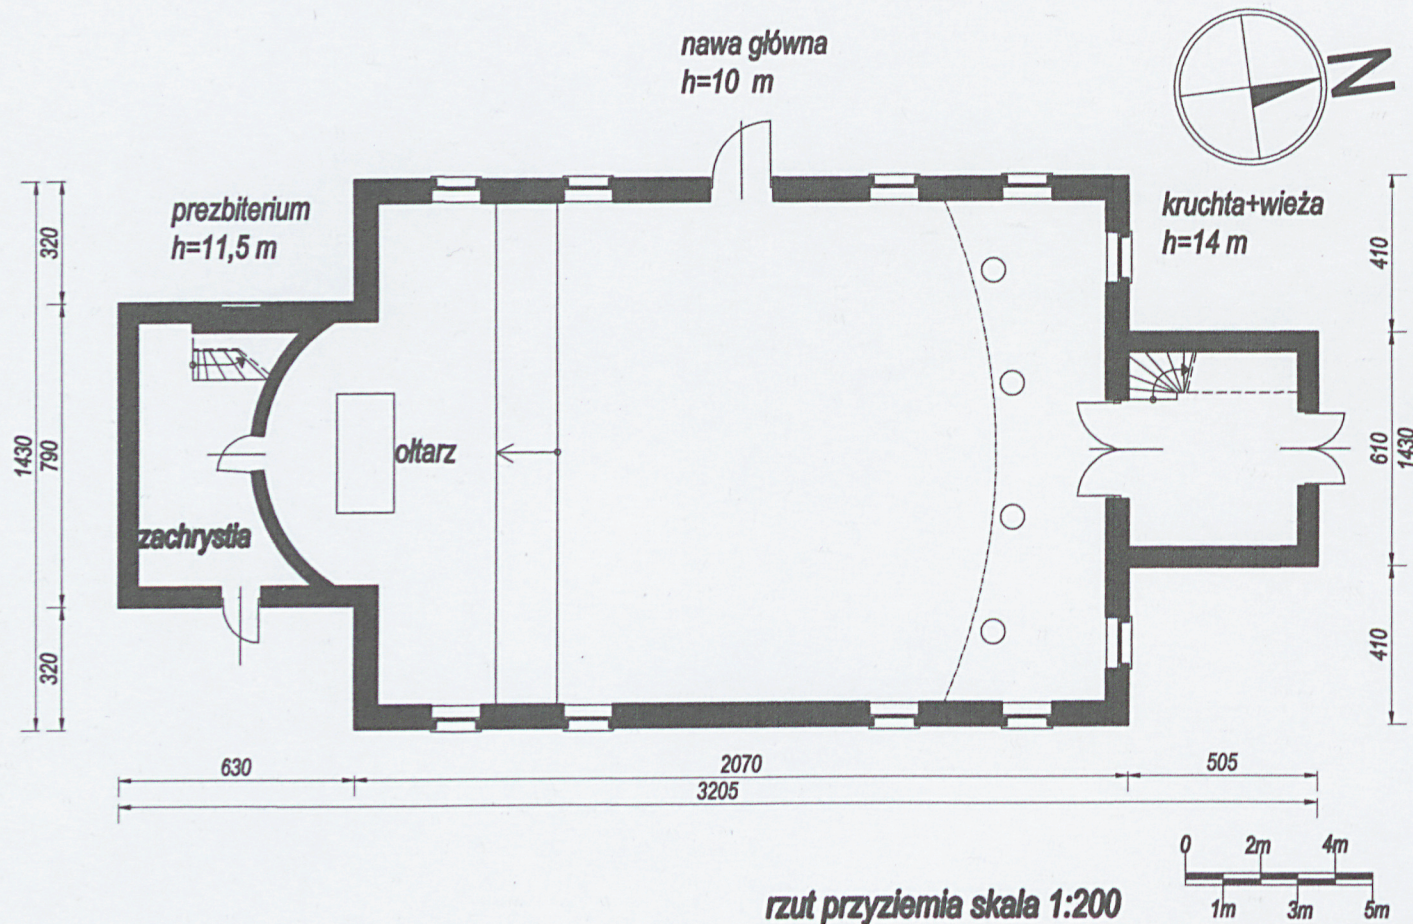 nawa główna
h=10 m
N
prezbiterium
h=11,5 m
kruchta+wieża
h=14 m
320
790
320
1430
410
610
410
1430
ołtarz
zachrystia
630
2070
505
3205
0 2m 4m
1m 3m 5m
rzut przyziemia skala 1:200